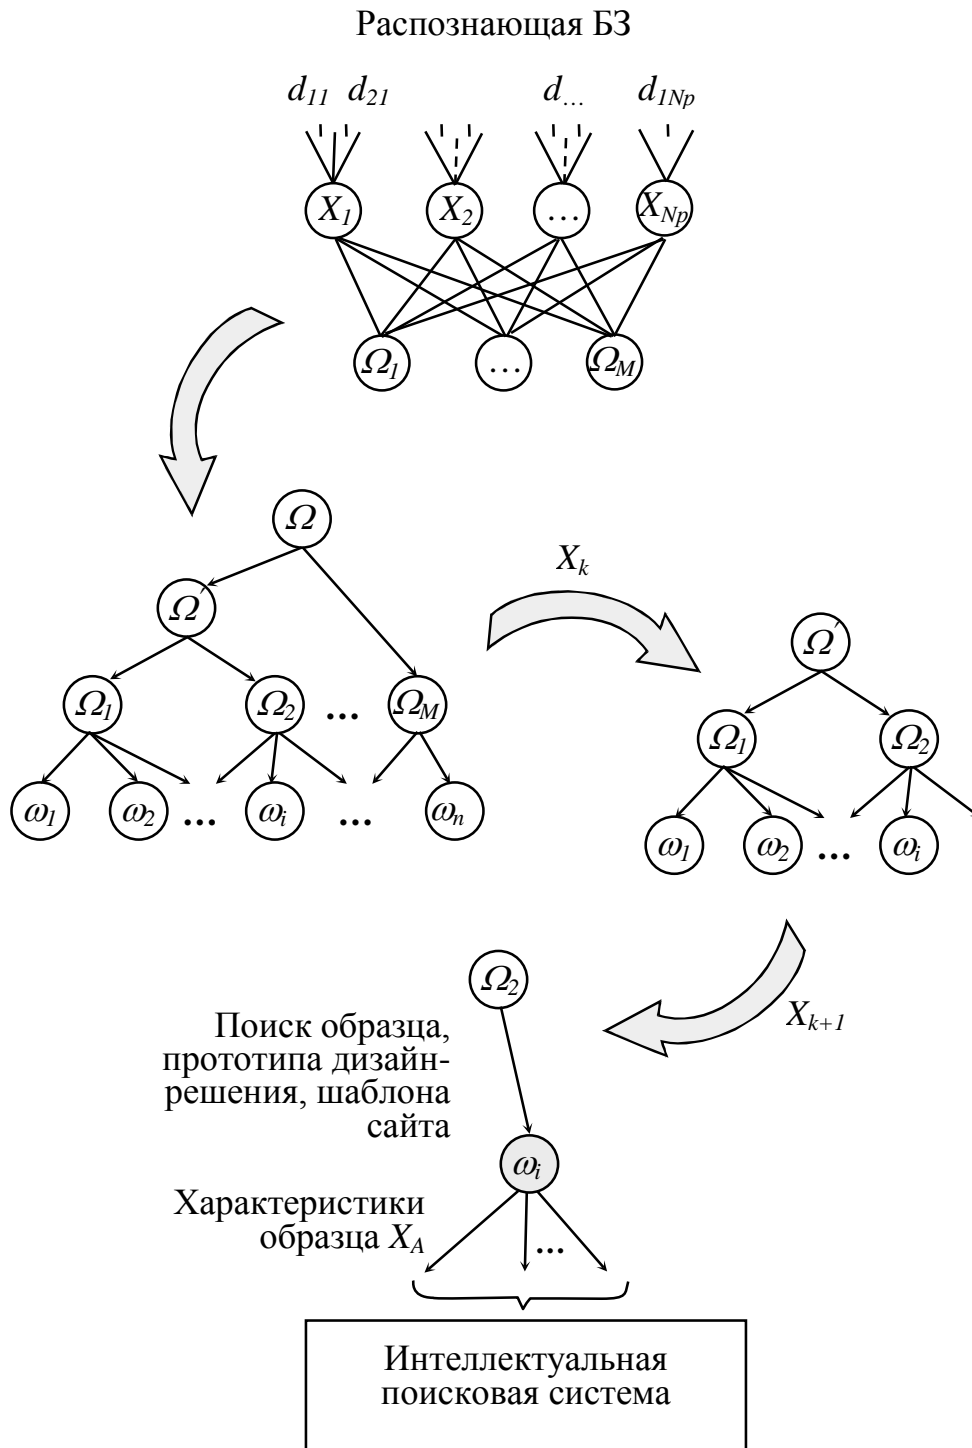 Распознающая БЗ
d11 d21 d... d1Np
X1 X2 ... XNp
Ω1 ... ΩM
Ω
Xk
Ω′
Ω′
Ω1 Ω2 ... ΩM
Ω1 Ω2
ω1 ω2 ... ωi ... ωn
ω1 ω2 ... ωi
Ω2
Xk+1
Поиск образца,
прототипа дизайн-
решения, шаблона
сайта
ωi
Характеристики
образца XA
...
Интеллектуальная
поисковая система